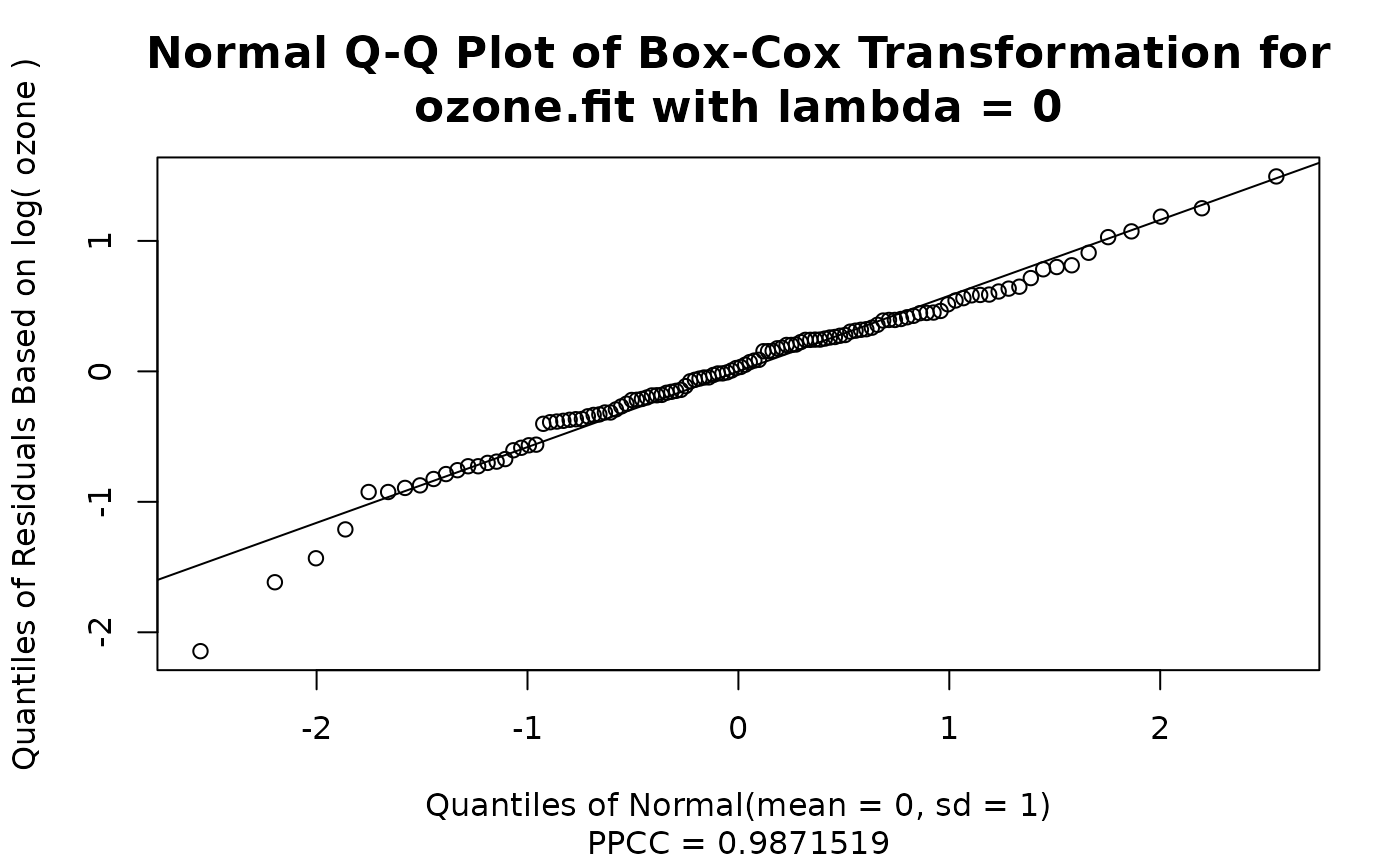 Normal Q-Q Plot of Box-Cox Transformation for
ozone.fit with lambda = 0
Quantiles of Residuals Based on log( ozone )
1
0
-1
-2
-2
-1
0
1
2
Quantiles of Normal(mean = 0, sd = 1)
PPCC = 0.9871519